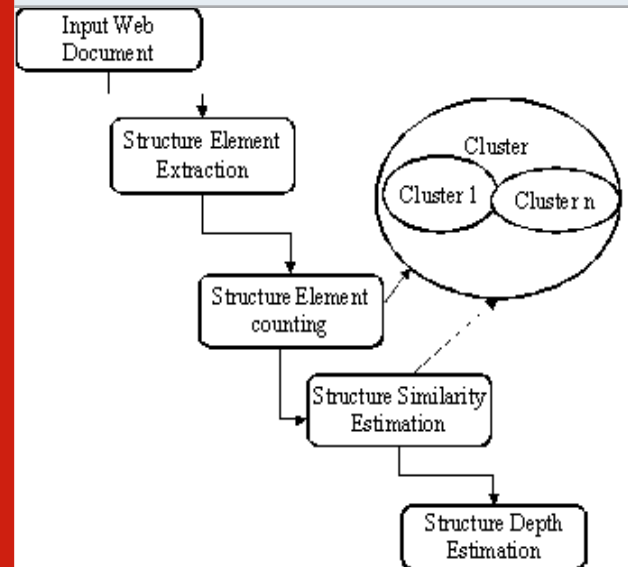 Input Web
Document
Structure Element
Extraction
Cluster
Cluster 1
Cluster n
Structure Element
counting
Structure Similarity
Estimation
Structure Depth
Estimation